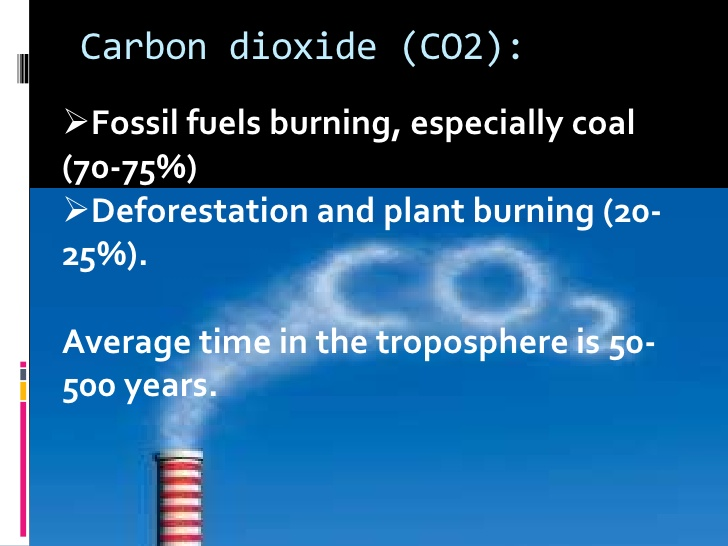 Carbon dioxide (CO2):
➢Fossil fuels burning, especially coal
(70-75%)
➢Deforestation and plant burning (20-
25%).
CO2
Average time in the troposphere is 50-
500 years.